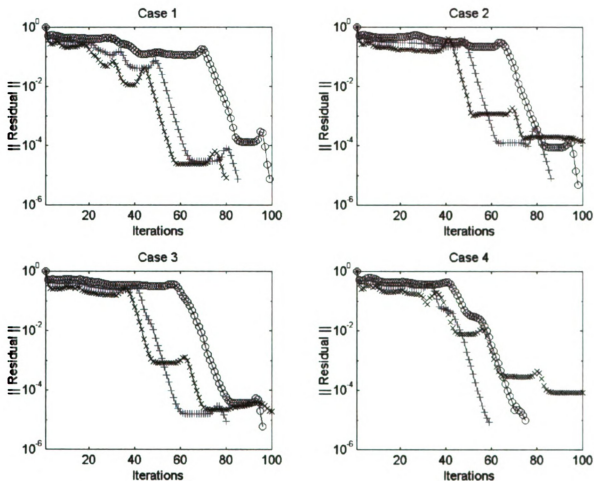 Case 1
|| Residual ||
10^0
10^-2
10^-4
10^-6
20 40 60 80 100
Iterations
Case 2
|| Residual ||
10^0
10^-2
10^-4
10^-6
20 40 60 80 100
Iterations
Case 3
|| Residual ||
10^0
10^-2
10^-4
10^-6
20 40 60 80 100
Iterations
Case 4
|| Residual ||
10^0
10^-2
10^-4
10^-6
20 40 60 80 100
Iterations